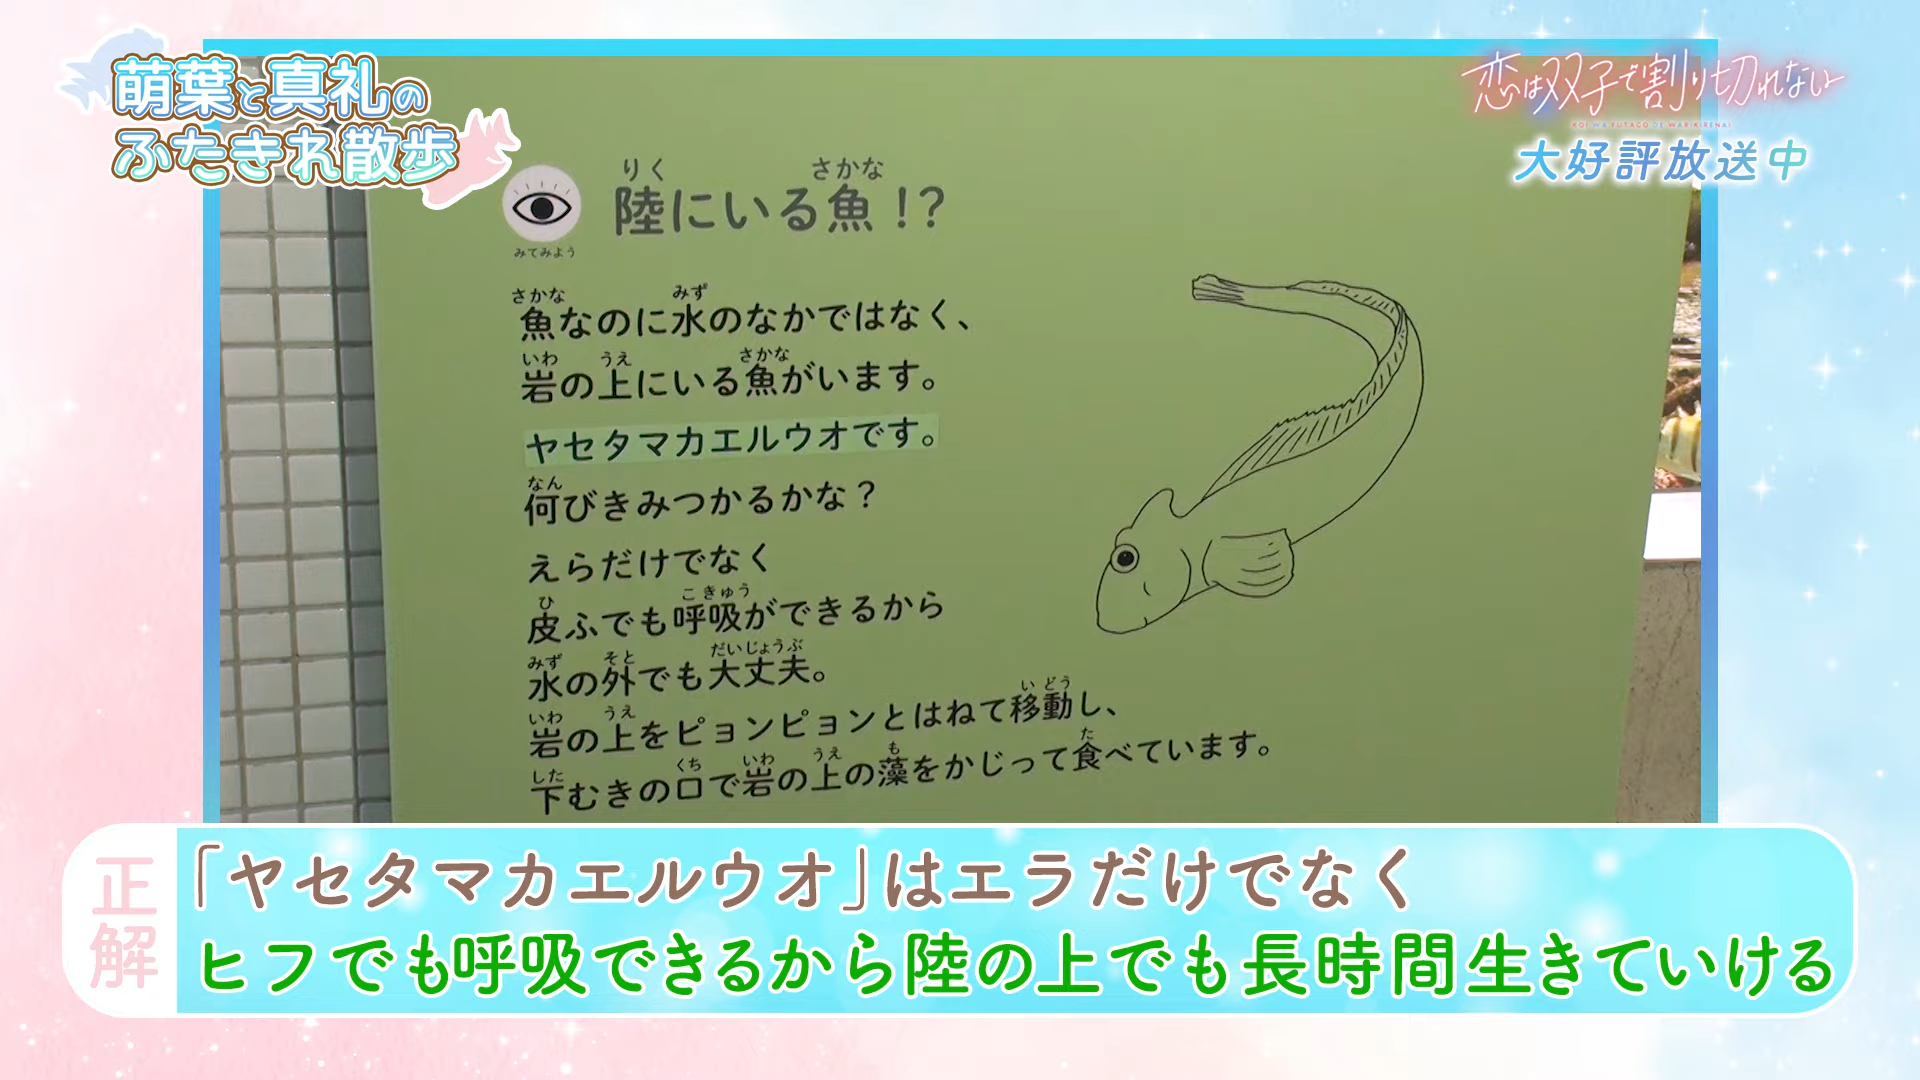 萌葉と真礼の
ふたきれ散歩
恋は双子で割り切れない
KOI WA FUTAGO DE WARIKIRENAI
大好評放送中
みてみよう
りく さかな
陸にいる魚！？
さかな みず
魚なのに水のなかではなく、
いわ うえ さかな
岩の上にいる魚がいます。
ヤセタマカエルウオです。
なん
何びきみつかるかな？
えらだけでなく
ひ こきゅう
皮ふでも呼吸ができるから
みず そと だいじょうぶ
水の外でも大丈夫。
いわ うえ いどう
岩の上をピョンピョンとはねて移動し、
した くち いわ うえ も た
下むきの口で岩の上の藻をかじって食べています。
正解
「ヤセタマカエルウオ」はエラだけでなく
ヒフでも呼吸できるから陸の上でも長時間生きていける